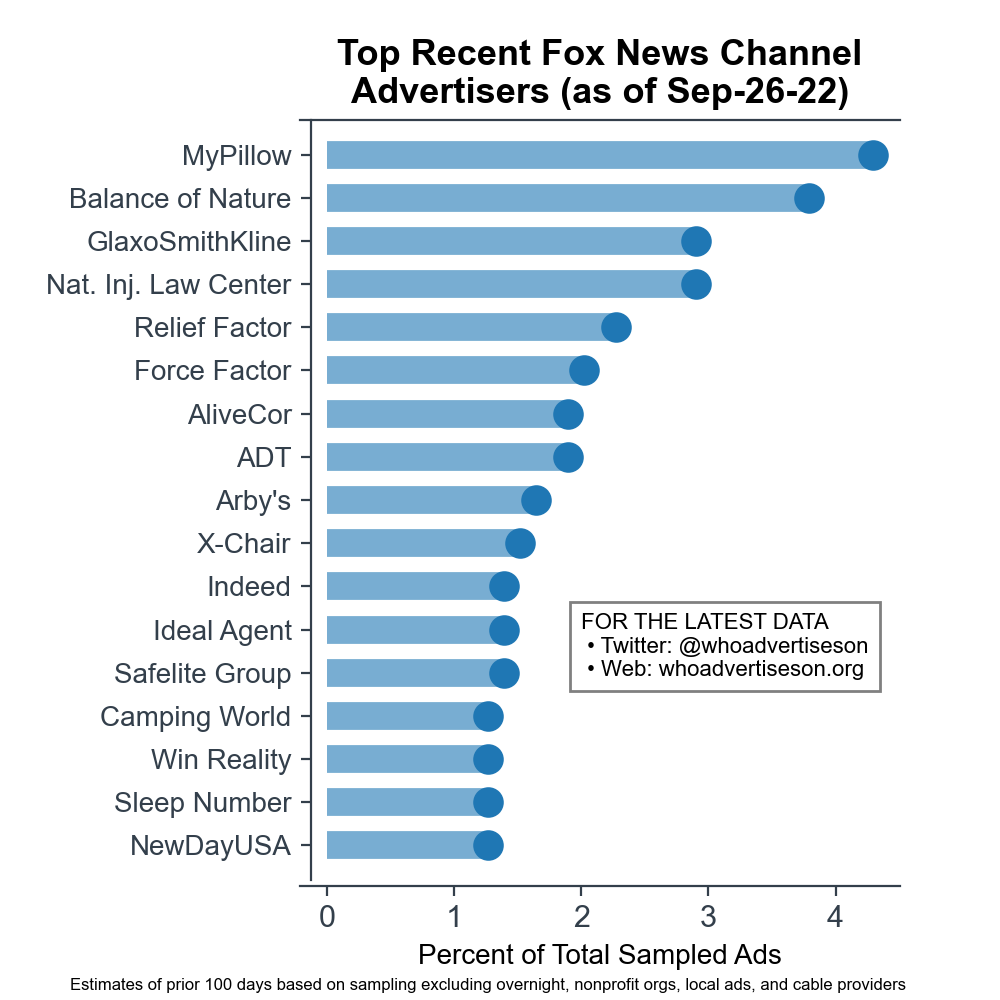 Top Recent Fox News Channel
Advertisers (as of Sep-26-22)
MyPillow
Balance of Nature
GlaxoSmithKline
Nat. Inj. Law Center
Relief Factor
Force Factor
AliveCor
ADT
Arby's
X-Chair
Indeed
Ideal Agent
Safelite Group
Camping World
Win Reality
Sleep Number
NewDayUSA
FOR THE LATEST DATA
• Twitter: @whoadvertiseson
• Web: whoadvertiseson.org
0 1 2 3 4
Percent of Total Sampled Ads
Estimates of prior 100 days based on sampling excluding overnight, nonprofit orgs, local ads, and cable providers